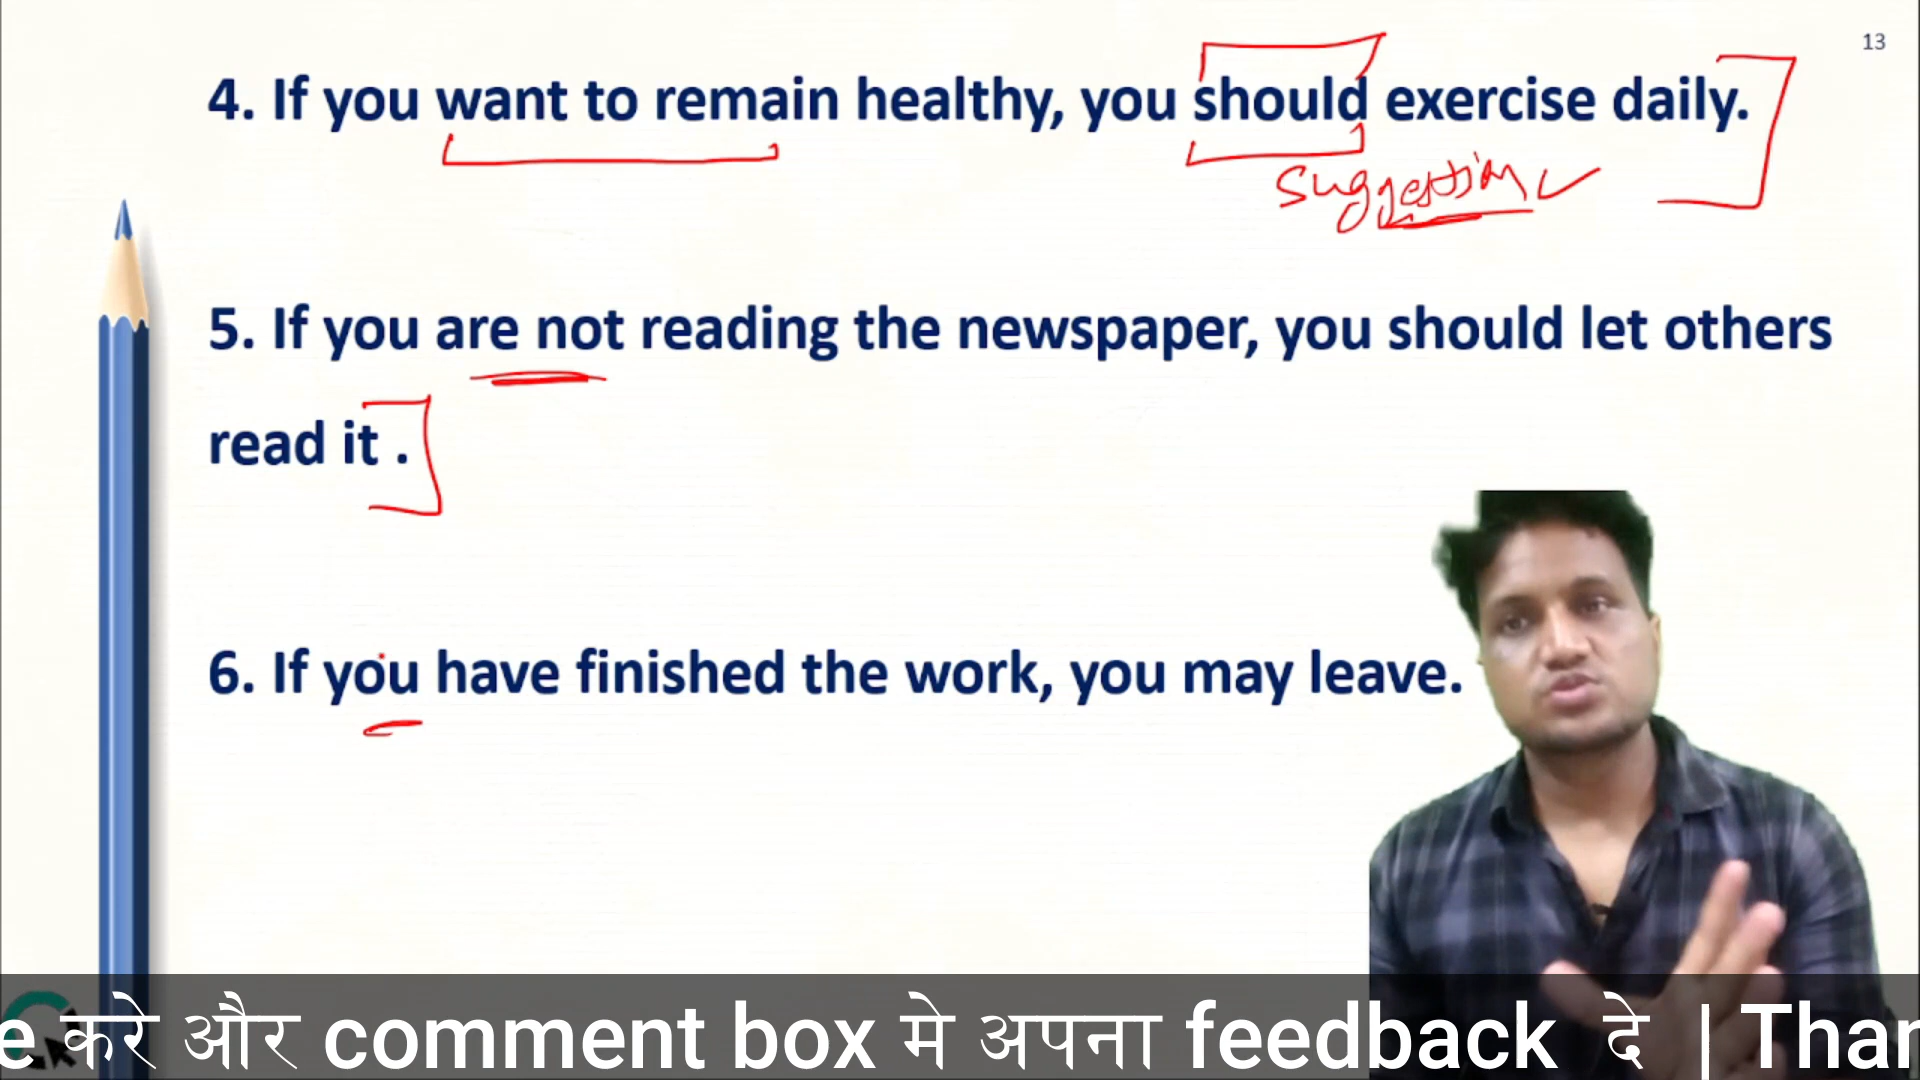 13
4. If you want to remain healthy, you should exercise daily.
suggestion
5. If you are not reading the newspaper, you should let others
read it .
6. If you have finished the work, you may leave.
e करे और comment box मे अपना feedback दे | Than